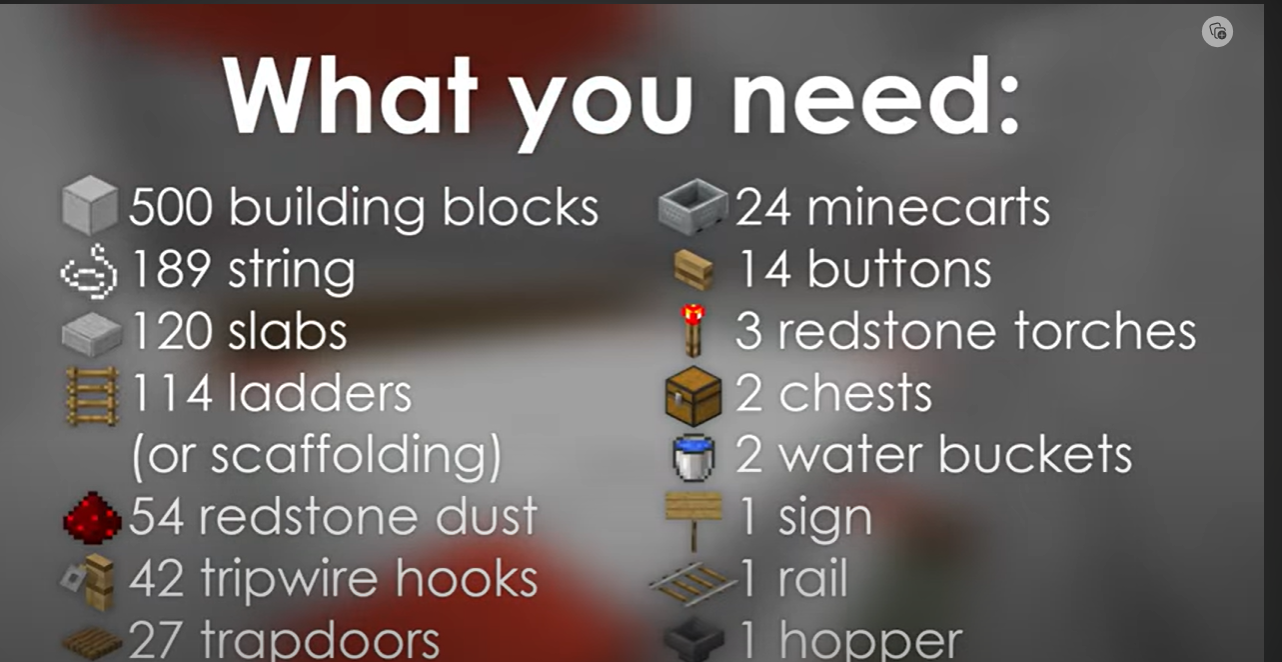 What you need:
500 building blocks
189 string
120 slabs
114 ladders
(or scaffolding)
54 redstone dust
42 tripwire hooks
27 trapdoors
24 minecarts
14 buttons
3 redstone torches
2 chests
2 water buckets
1 sign
1 rail
1 hopper